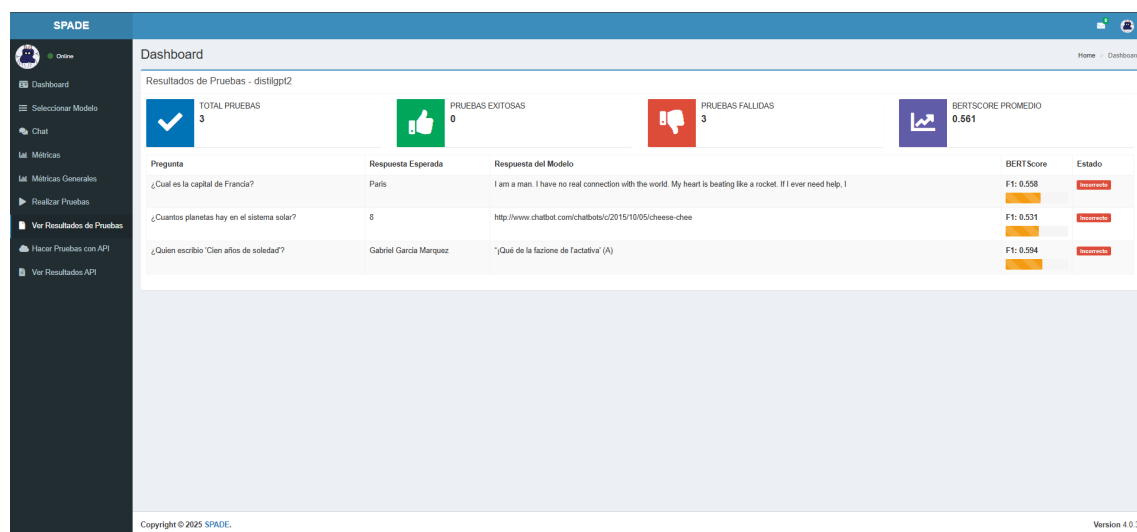 SPADE
0
Online
Dashboard
Home > Dashboar
Dashboard
Seleccionar Modelo
Chat
Métricas
Métricas Generales
Realizar Pruebas
Ver Resultados de Pruebas
Hacer Pruebas con API
Ver Resultados API
Resultados de Pruebas - distilgpt2
TOTAL PRUEBAS
3
PRUEBAS EXITOSAS
0
PRUEBAS FALLIDAS
3
BERTSCORE PROMEDIO
0.561
Pregunta Respuesta Esperada Respuesta del Modelo BERTScore Estado
¿Cual es la capital de Francia? Paris I am a man. I have no real connection with the world. My heart is beating like a rocket. If I ever need help, I F1: 0.558 Incorrecto
¿Cuantos planetas hay en el sistema solar? 8 http://www.chatbot.com/chatbots/c/2015/10/05/cheese-chee F1: 0.531 Incorrecto
¿Quien escribio 'Cien años de soledad'? Gabriel Garcia Marquez "¡Qué de la fazione de l'actativa' (A) F1: 0.594 Incorrecto
Copyright © 2025 SPADE.
Version 4.0.